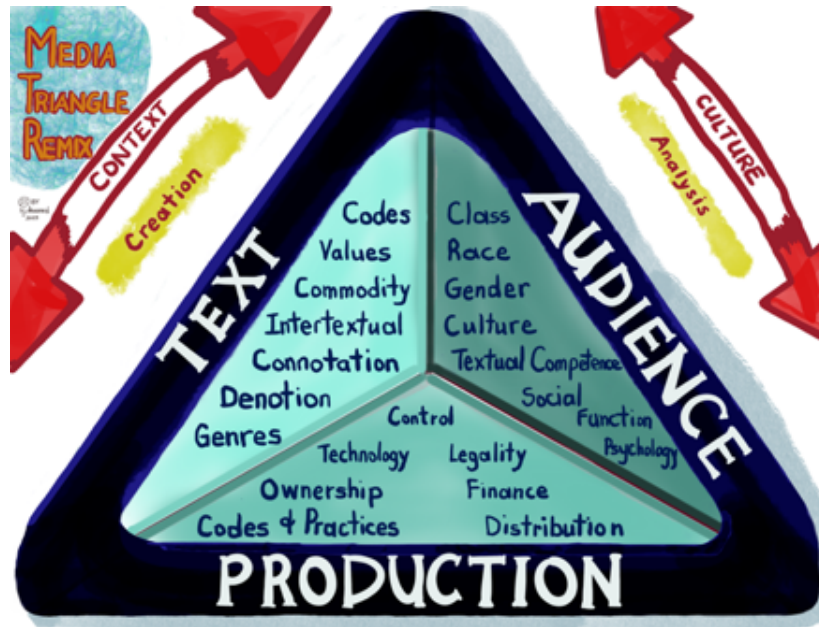 MEDIA
TRIANGLE
REMIX
CONTEXT
Creation
CULTURE
Analysis
TEXT
Codes
Values
Commodity
Intertextual
Connotation
Denotion
Genres
AUDIENCE
Class
Race
Gender
Culture
Textual Competence
Social
Function
Psychology
Control
Technology Legality
Ownership Finance
Codes & Practices Distribution
PRODUCTION